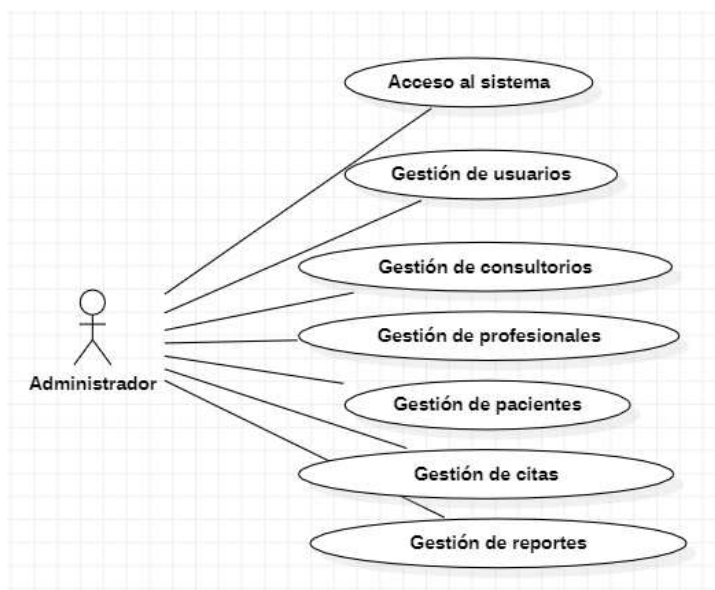 Acceso al sistema
Gestión de usuarios
Gestión de consultorios
Gestión de profesionales
Administrador
Gestión de pacientes
Gestión de citas
Gestión de reportes